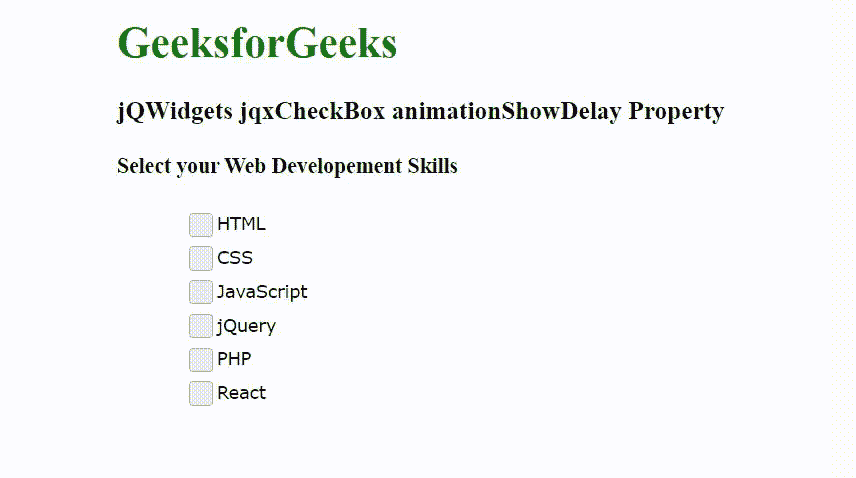 GeeksforGeeks
jQWidgets jqxCheckBox animationShowDelay Property
Select your Web Developement Skills
HTML
CSS
JavaScript
jQuery
PHP
React